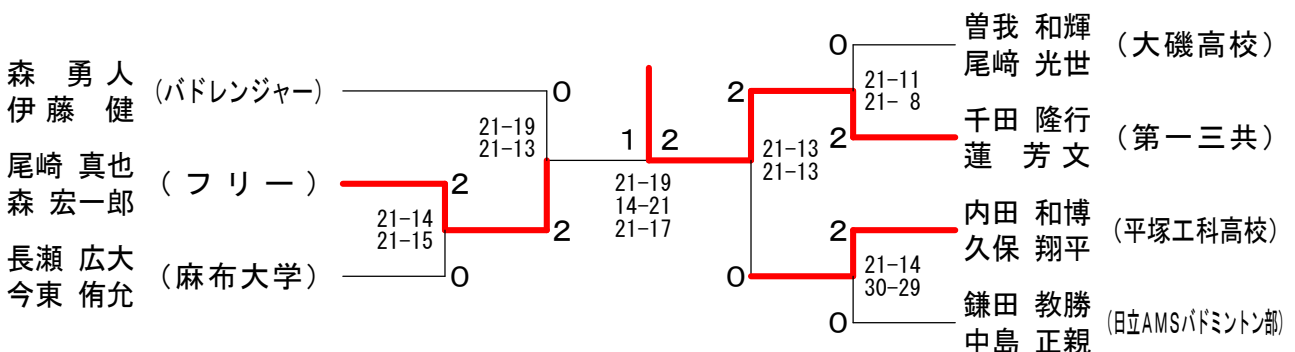 森 勇人
伊藤 健
(バドレンジャー)
0
21-19
21-13
尾崎 真也
森 宏一郎
(フリー)
2
21-14
21-15
2
長瀬 広大
今東 侑允
(麻布大学)
0
1 2
21-19
14-21
21-17
曽我 和輝
尾﨑 光世
(大磯高校)
0
21-11
21- 8
2
千田 隆行
蓮 芳文
(第一三共)
2
21-13
21-13
内田 和博
久保 翔平
(平塚工科高校)
2
0
21-14
30-29
鎌田 教勝
中島 正親
(日立AMSバドミントン部)
0